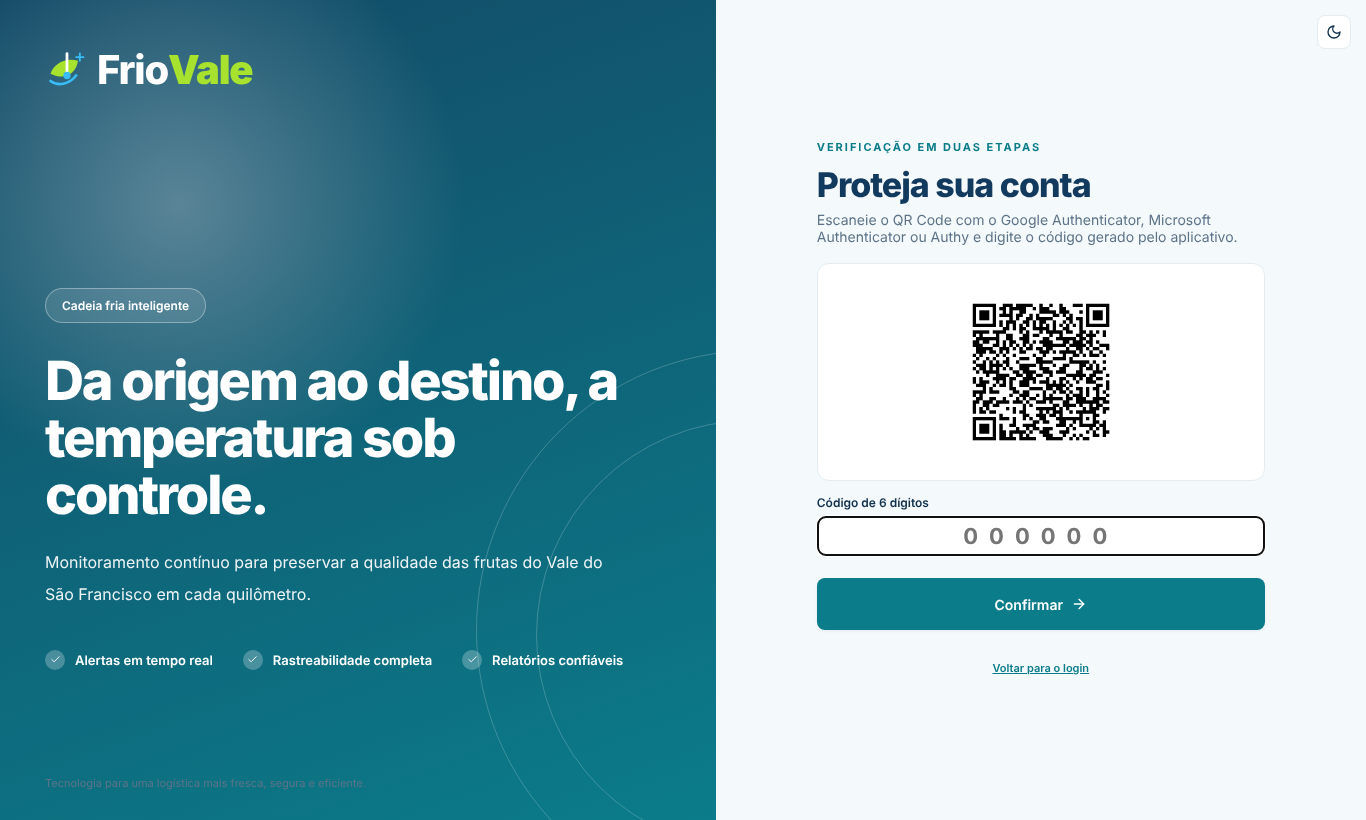 FrioVale
Cadeia fria inteligente
Da origem ao destino, a
temperatura sob
controle.
Monitoramento contínuo para preservar a qualidade das frutas do Vale do
São Francisco em cada quilômetro.
Alertas em tempo real
Rastreabilidade completa
Relatórios confiáveis
Tecnologia para uma logística mais fresca, segura e eficiente.
VERIFICAÇÃO EM DUAS ETAPAS
Proteja sua conta
Escaneie o QR Code com o Google Authenticator, Microsoft
Authenticator ou Authy e digite o código gerado pelo aplicativo.
Código de 6 dígitos
000000
Confirmar
Voltar para o login